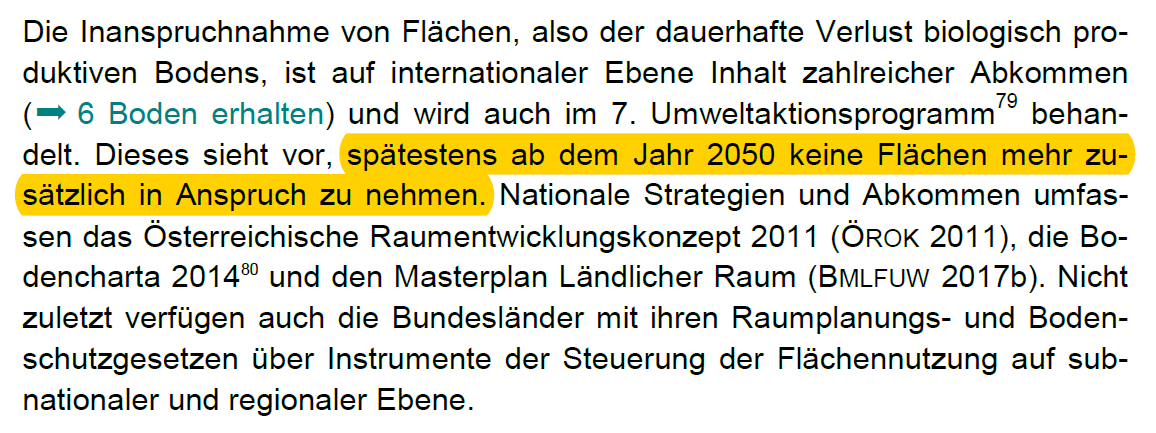 Die Inanspruchnahme von Flächen, also der dauerhafte Verlust biologisch pro-
duktiven Bodens, ist auf internationaler Ebene Inhalt zahlreicher Abkommen
(➡ 6 Boden erhalten) und wird auch im 7. Umweltaktionsprogramm79 behan-
delt. Dieses sieht vor, spätestens ab dem Jahr 2050 keine Flächen mehr zu-
sätzlich in Anspruch zu nehmen. Nationale Strategien und Abkommen umfas-
sen das Österreichische Raumentwicklungskonzept 2011 (ÖROK 2011), die Bo-
dencharta 201480 und den Masterplan Ländlicher Raum (BMLFUW 2017b). Nicht
zuletzt verfügen auch die Bundesländer mit ihren Raumplanungs- und Boden-
schutzgesetzen über Instrumente der Steuerung der Flächennutzung auf sub-
nationaler und regionaler Ebene.